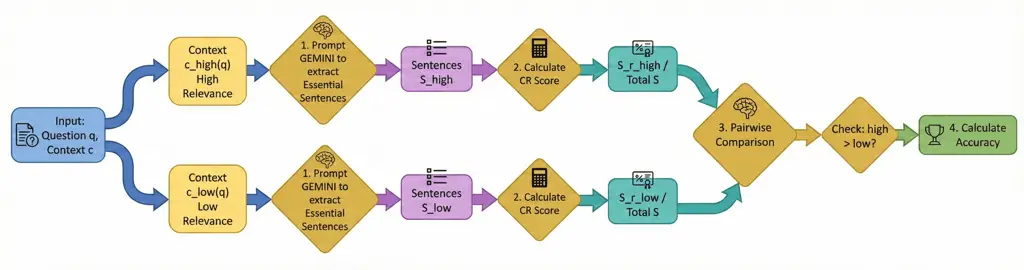 Input:
Question q,
Context c
Context
c_high(q)
High
Relevance
1. Prompt
GEMINI to
extract
Essential
Sentences
Sentences
S_high
2. Calculate
CR Score
S_r_high /
Total S
Context
c_low(q)
Low
Relevance
1. Prompt
GEMINI to
extract
Essential
Sentences
Sentences
S_low
2. Calculate
CR Score
S_r_low /
Total S
3. Pairwise
Comparison
Check: high
> low?
4. Calculate
Accuracy